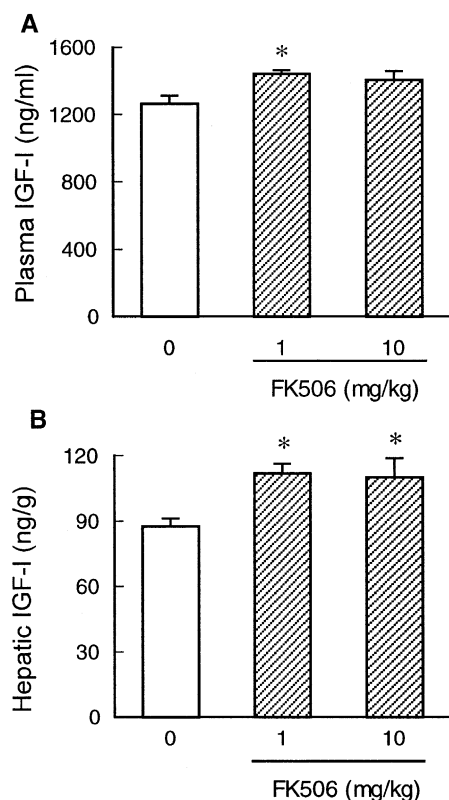 A
Plasma IGF-I (ng/ml)
1600
1200
800
400
0
*
0 1 10
FK506 (mg/kg)
B
Hepatic IGF-I (ng/g)
120
90
60
30
0
* *
0 1 10
FK506 (mg/kg)